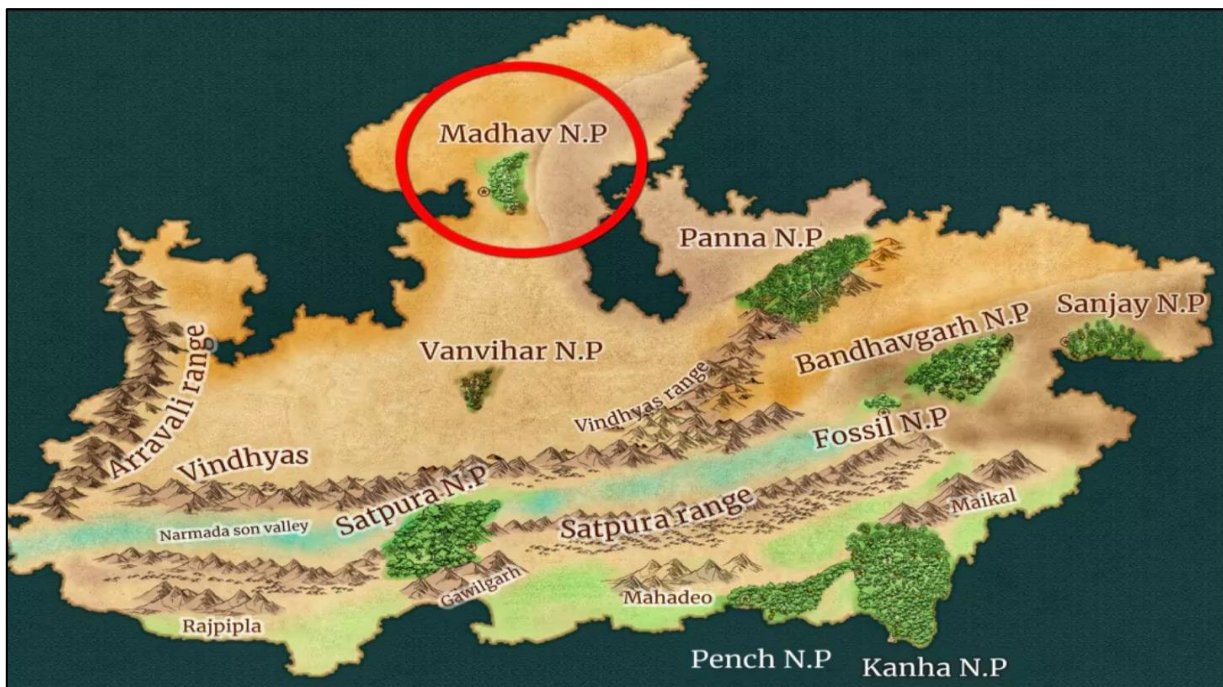 Madhav N.P
Panna N.P
Sanjay N.P
Bandhavgarh N.P
Vanvihar N.P
Arravali range
Vindhyas range
Fossil N.P
Vindhyas
Satpura N.P
Satpura range
Maikal
Narmada son valley
Gawilgarh
Mahadeo
Rajpipla
Pench N.P
Kanha N.P